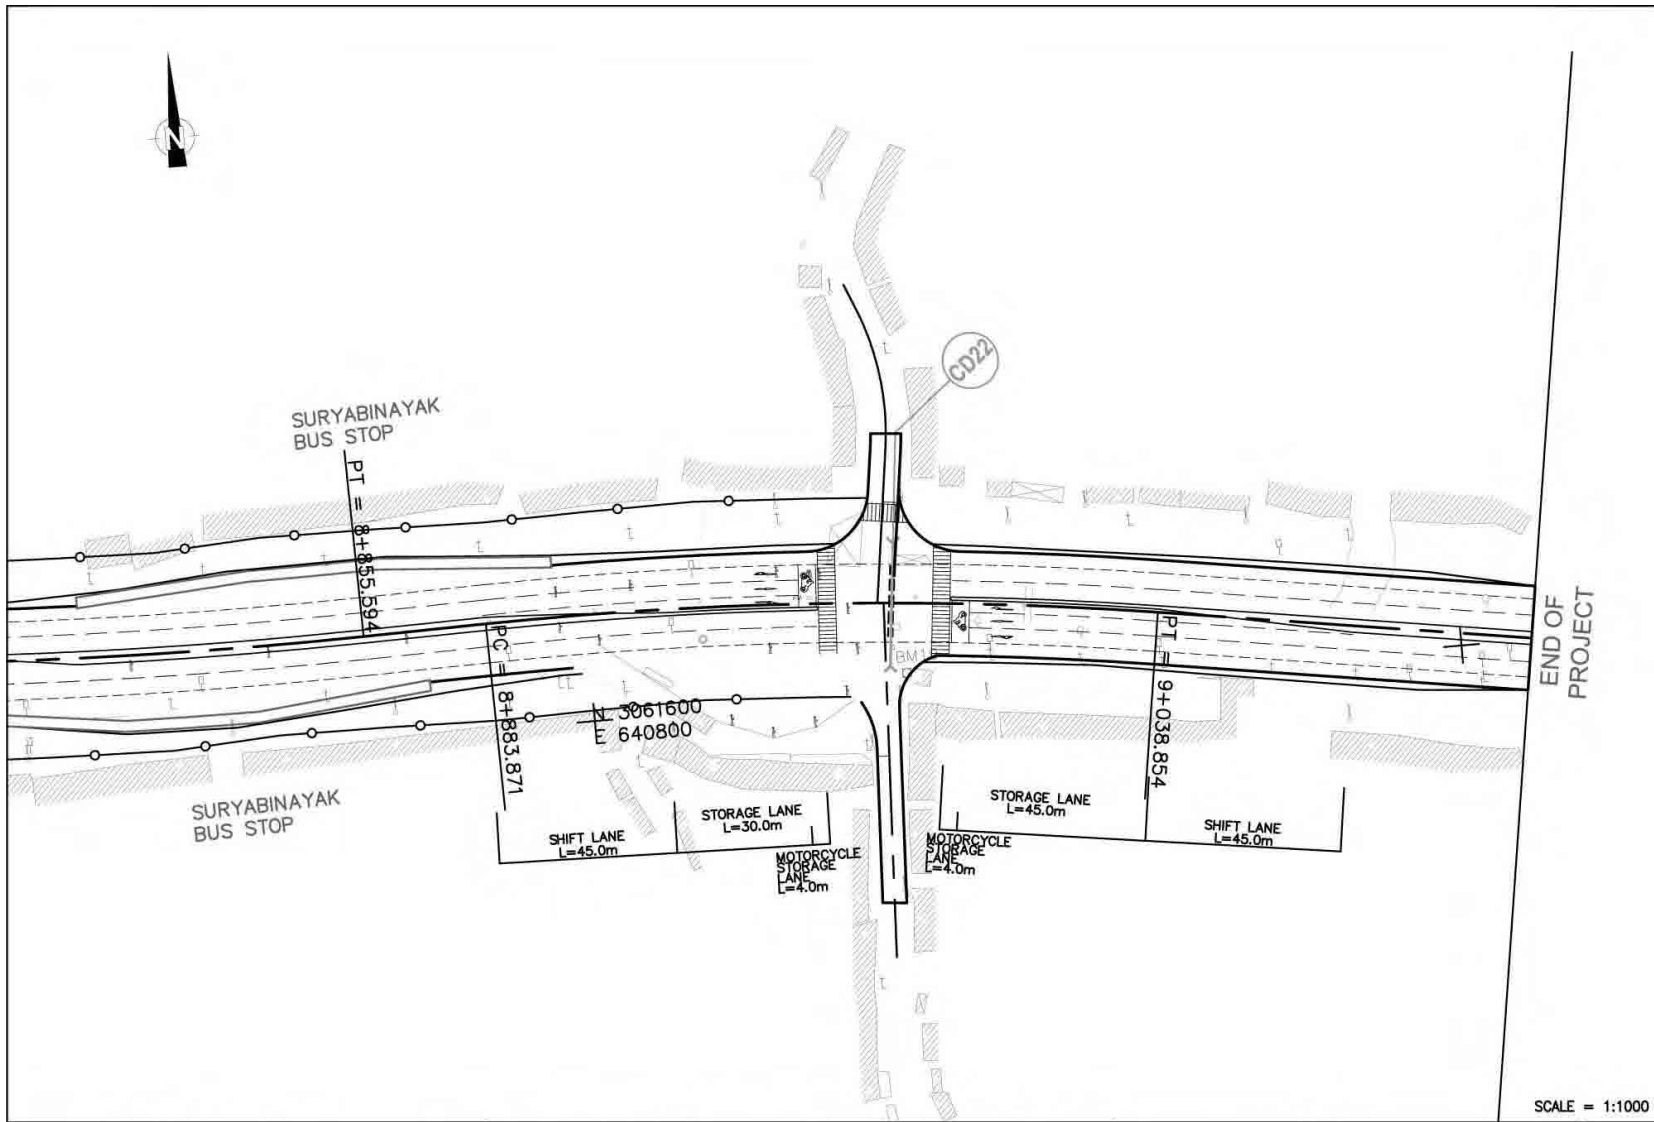 N
CD22
SURYABINAYAK
BUS STOP
PT = 8+855.594
PC = 8+883.871
N 3061600
E 640800
PT = 9+038.854
END OF
PROJECT
SURYABINAYAK
BUS STOP
SHIFT LANE
L=45.0m
STORAGE LANE
L=30.0m
MOTORCYCLE
STORAGE
LANE
L=4.0m
STORAGE LANE
L=45.0m
MOTORCYCLE
STORAGE
LANE
L=4.0m
SHIFT LANE
L=45.0m
SCALE = 1:1000